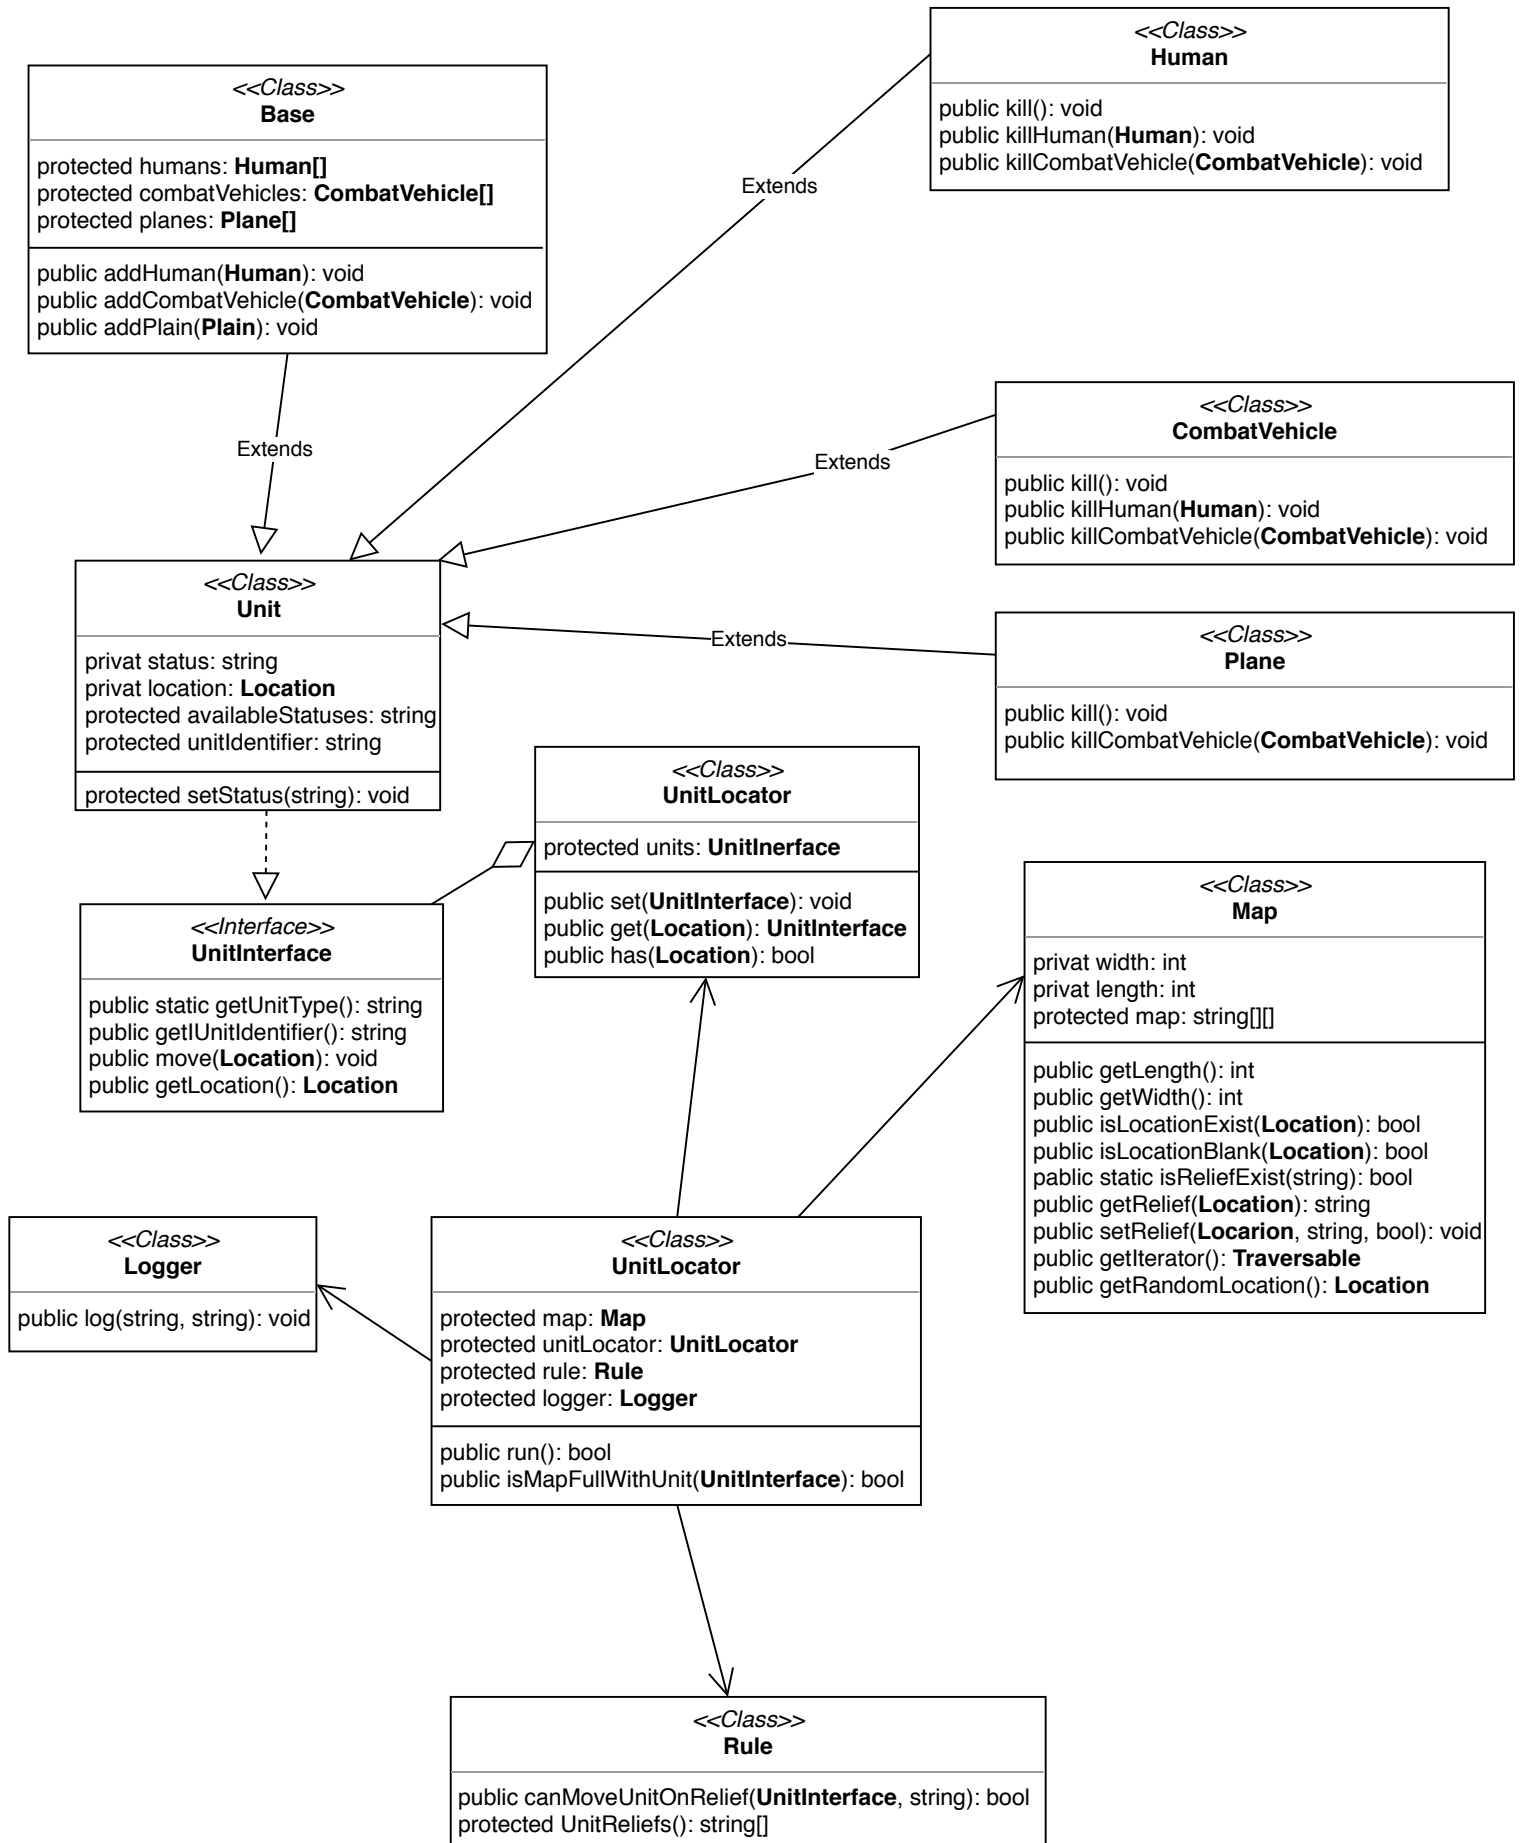 <<Class>>
Human
public kill(): void
public killHuman(Human): void
public killCombatVehicle(CombatVehicle): void
<<Class>>
Base
protected humans: Human[]
protected combatVehicles: CombatVehicle[]
protected planes: Plane[]
public addHuman(Human): void
public addCombatVehicle(CombatVehicle): void
public addPlain(Plain): void
Extends
Extends
Extends
Extends
<<Class>>
CombatVehicle
public kill(): void
public killHuman(Human): void
public killCombatVehicle(CombatVehicle): void
<<Class>>
Unit
privat status: string
privat location: Location
protected availableStatuses: string
protected unitIdentifier: string
protected setStatus(string): void
<<Class>>
Plane
public kill(): void
public killCombatVehicle(CombatVehicle): void
<<Class>>
UnitLocator
protected units: UnitInerface
public set(UnitInterface): void
public get(Location): UnitInterface
public has(Location): bool
<<Interface>>
UnitInterface
public static getUnitType(): string
public getIUnitIdentifier(): string
public move(Location): void
public getLocation(): Location
<<Class>>
Map
privat width: int
privat length: int
protected map: string[][]
public getLength(): int
public getWidth(): int
public isLocationExist(Location): bool
public isLocationBlank(Location): bool
pablic static isReliefExist(string): bool
public getRelief(Location): string
public setRelief(Locarion, string, bool): void
public getIterator(): Traversable
public getRandomLocation(): Location
<<Class>>
Logger
public log(string, string): void
<<Class>>
UnitLocator
protected map: Map
protected unitLocator: UnitLocator
protected rule: Rule
protected logger: Logger
public run(): bool
public isMapFullWithUnit(UnitInterface): bool
<<Class>>
Rule
public canMoveUnitOnRelief(UnitInterface, string): bool
protected UnitReliefs(): string[]